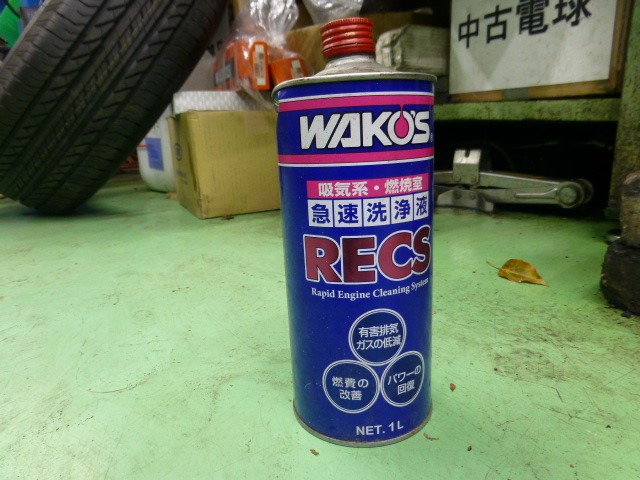 中古電球
WAKO'S
吸気系・燃焼室
急速洗浄液
RECS
Rapid Engine Cleaning System
有害排気
ガスの低減
燃費の
改善
パワーの
回復
NET. 1L